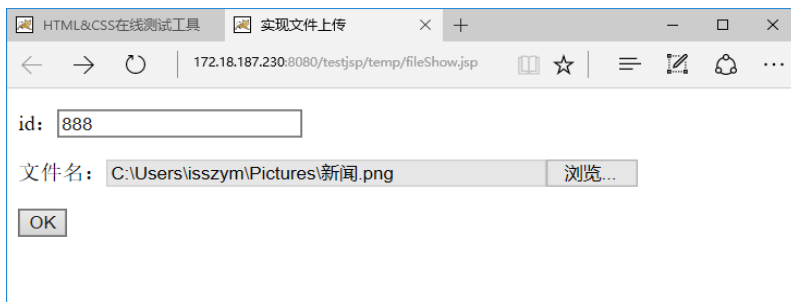 HTML&CSS在线测试工具 实现文件上传
172.18.187.230:8080/testjsp/temp/fileShow.jsp
id：888
文件名：C:\Users\isszym\Pictures\新闻.png 浏览...
OK